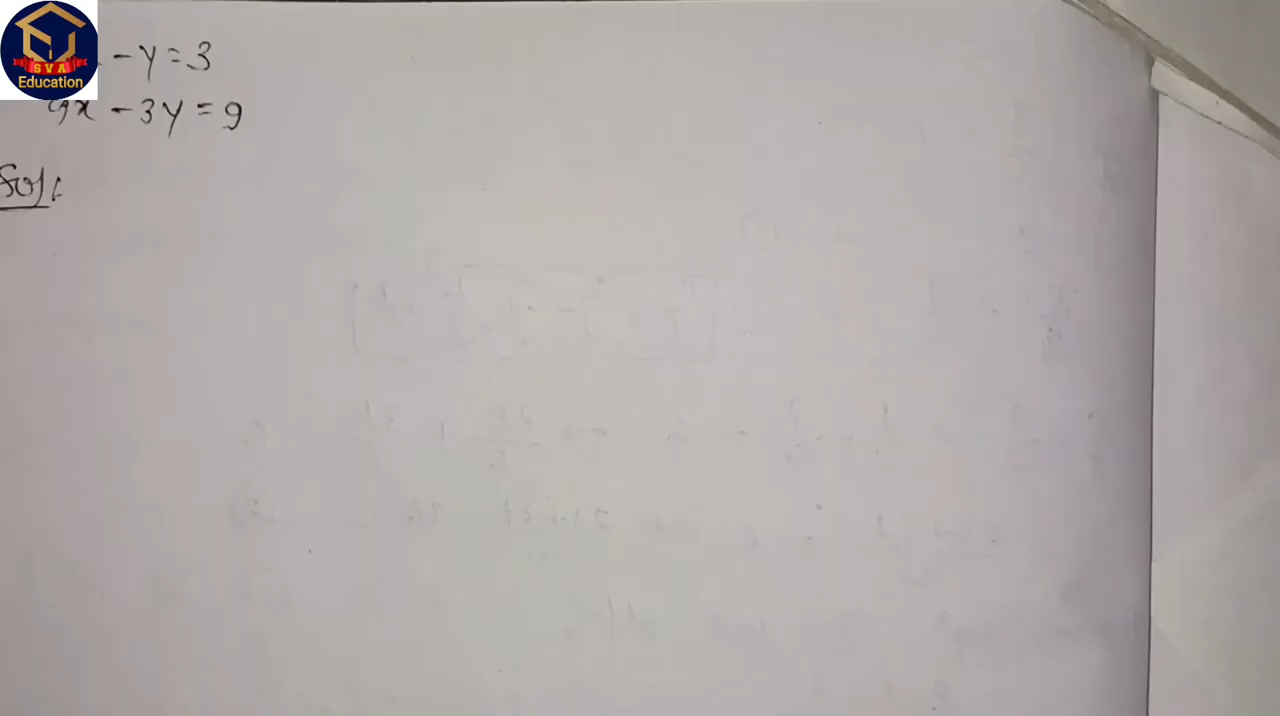 SVA
Education
- y = 3
9x - 3y = 9
Sol: